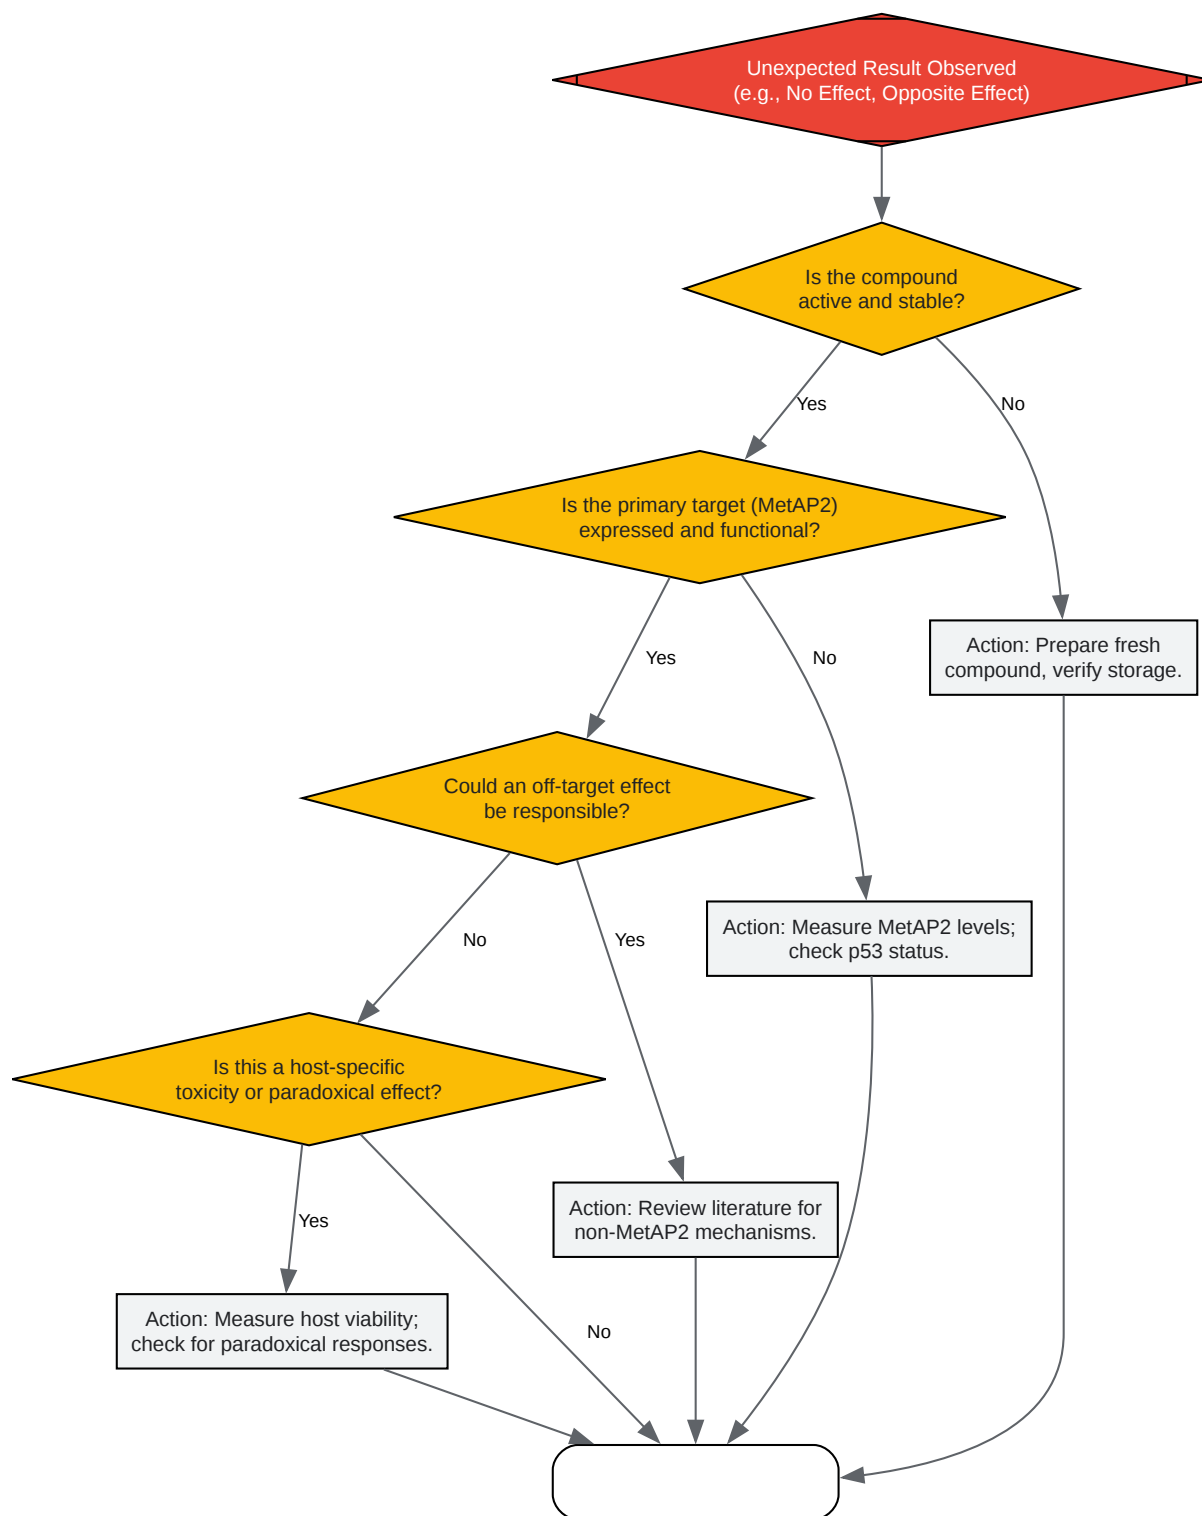 Unexpected Result Observed
(e.g., No Effect, Opposite Effect)
Is the compound
active and stable?
Yes
No
Is the primary target (MetAP2)
expressed and functional?
Action: Prepare fresh
compound, verify storage.
Yes
No
Could an off-target effect
be responsible?
Action: Measure MetAP2 levels;
check p53 status.
No
Yes
Is this a host-specific
toxicity or paradoxical effect?
Action: Review literature for
non-MetAP2 mechanisms.
Yes
No
Action: Measure host viability;
check for paradoxical responses.